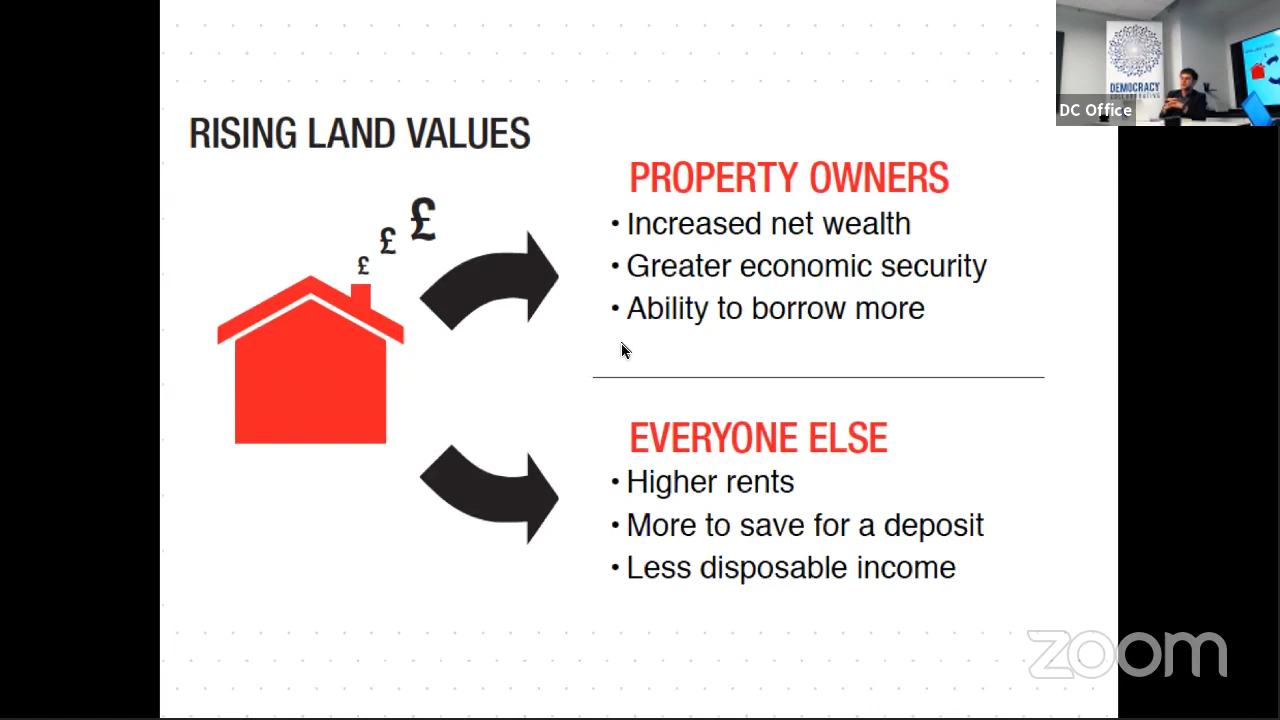 RISING LAND VALUES
£ £ £
PROPERTY OWNERS
• Increased net wealth
• Greater economic security
• Ability to borrow more
EVERYONE ELSE
• Higher rents
• More to save for a deposit
• Less disposable income
DEMOCRACY
COLLABORATIVE
DC Office
zoom